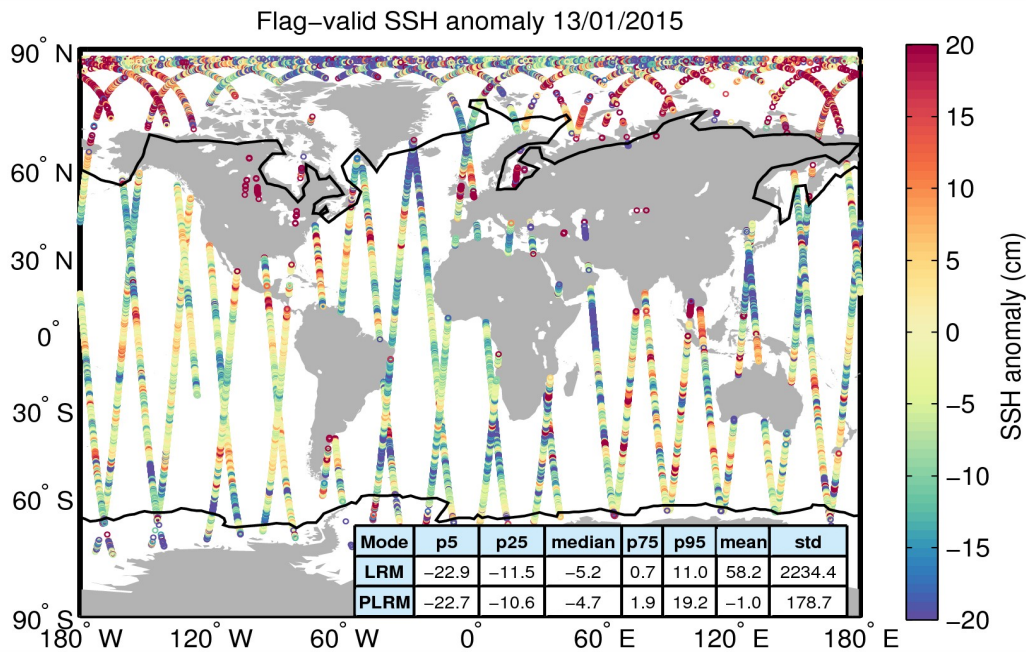 Flag−valid SSH anomaly 13/01/2015
90° N
60° N
30° N
0°
30° S
60° S
90° S
180° W 120° W 60° W 0° 60° E 120° E 180° E
Mode p5 p25 median p75 p95 mean std
LRM −22.9 −11.5 −5.2 0.7 11.0 58.2 2234.4
PLRM −22.7 −10.6 −4.7 1.9 19.2 −1.0 178.7
20
15
10
5
0
−5
−10
−15
−20
SSH anomaly (cm)